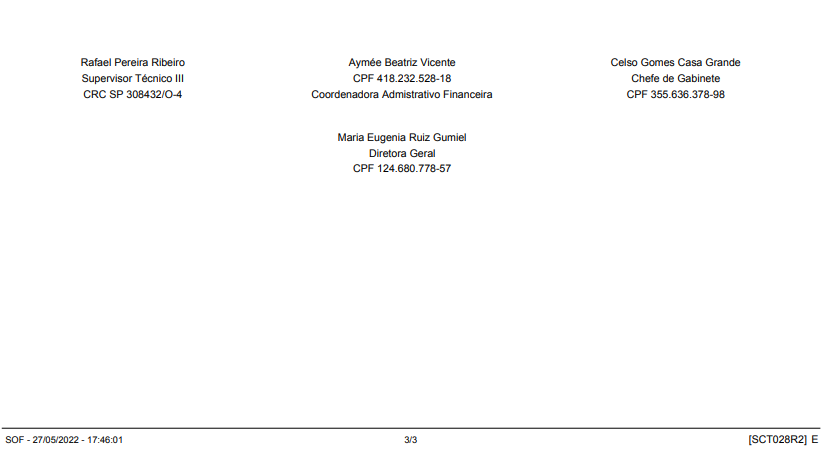 Rafael Pereira Ribeiro
Supervisor Técnico III
CRC SP 308432/O-4
Aymée Beatriz Vicente
CPF 418.232.528-18
Coordenadora Admistrativo Financeira
Celso Gomes Casa Grande
Chefe de Gabinete
CPF 355.636.378-98
Maria Eugenia Ruiz Gumiel
Diretora Geral
CPF 124.680.778-57
SOF - 27/05/2022 - 17:46:01
3/3
[SCT028R2] E